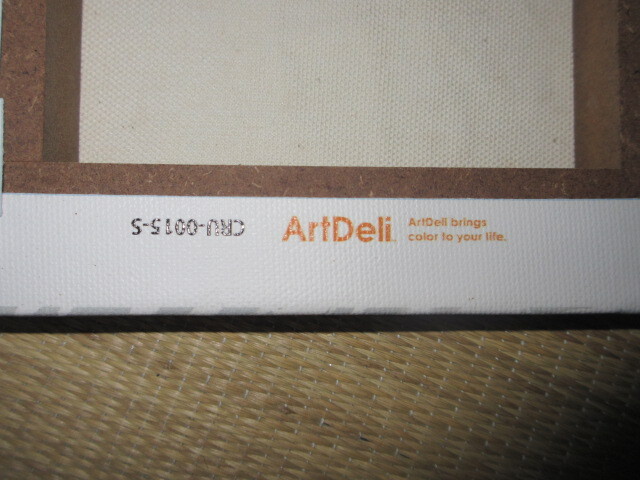 CRU-0015-S
ArtDeli
ArtDeli brings
color to your life.